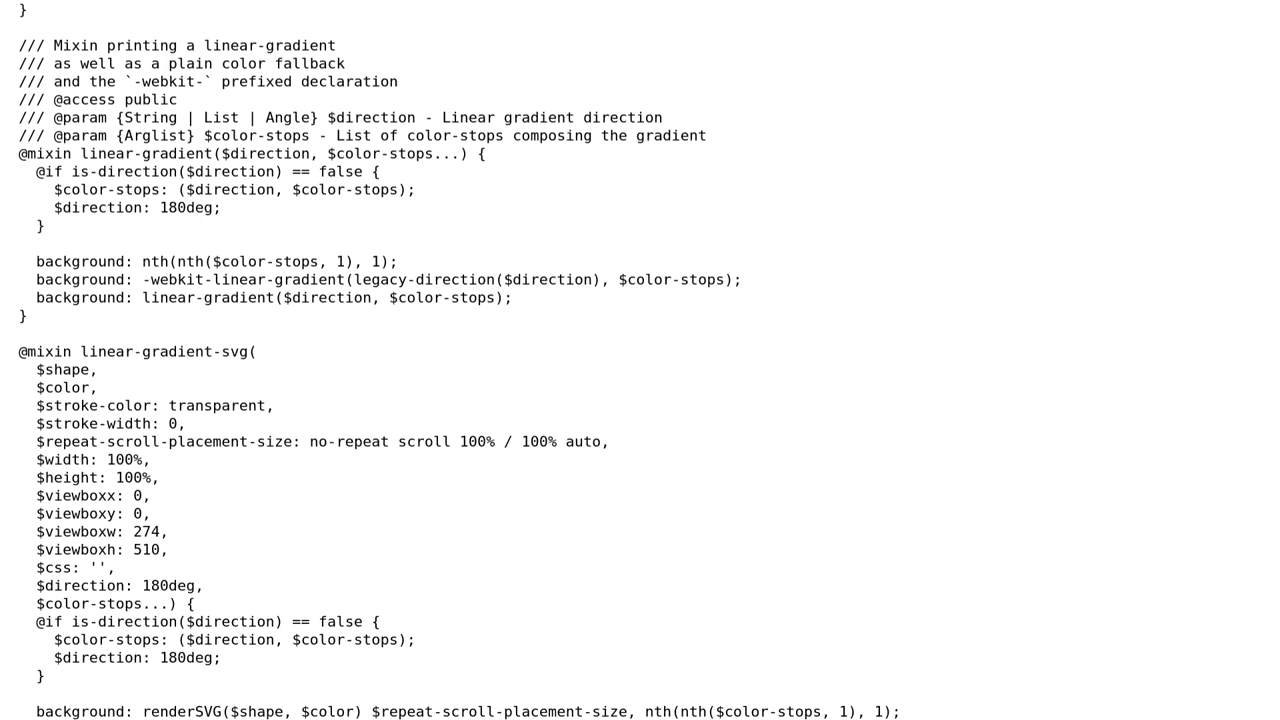 }

/// Mixin printing a linear-gradient
/// as well as a plain color fallback
/// and the `-webkit-` prefixed declaration
/// @access public
/// @param {String | List | Angle} $direction - Linear gradient direction
/// @param {Arglist} $color-stops - List of color-stops composing the gradient
@mixin linear-gradient($direction, $color-stops...) {
  @if is-direction($direction) == false {
    $color-stops: ($direction, $color-stops);
    $direction: 180deg;
  }

  background: nth(nth($color-stops, 1), 1);
  background: -webkit-linear-gradient(legacy-direction($direction), $color-stops);
  background: linear-gradient($direction, $color-stops);
}

@mixin linear-gradient-svg(
  $shape,
  $color,
  $stroke-color: transparent,
  $stroke-width: 0,
  $repeat-scroll-placement-size: no-repeat scroll 100% / 100% auto,
  $width: 100%,
  $height: 100%,
  $viewboxx: 0,
  $viewboxy: 0,
  $viewboxw: 274,
  $viewboxh: 510,
  $css: '',
  $direction: 180deg,
  $color-stops...) {
  @if is-direction($direction) == false {
    $color-stops: ($direction, $color-stops);
    $direction: 180deg;
  }

  background: renderSVG($shape, $color) $repeat-scroll-placement-size, nth(nth($color-stops, 1), 1);